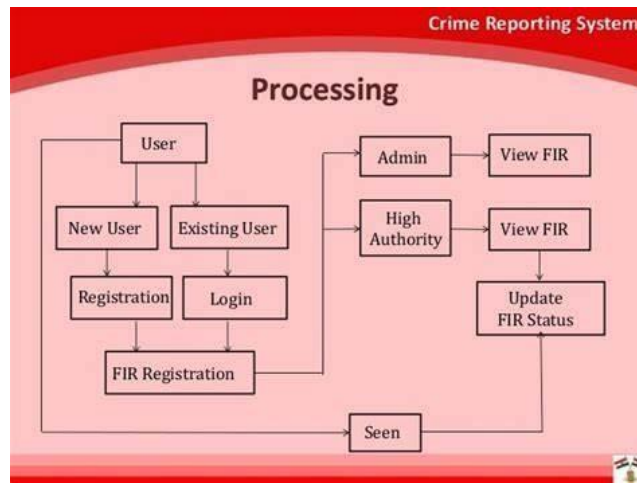 Crime Reporting System
Processing
User
Admin
View FIR
New User
Existing User
High
Authority
View FIR
Registration
Login
Update
FIR Status
FIR Registration
Seen